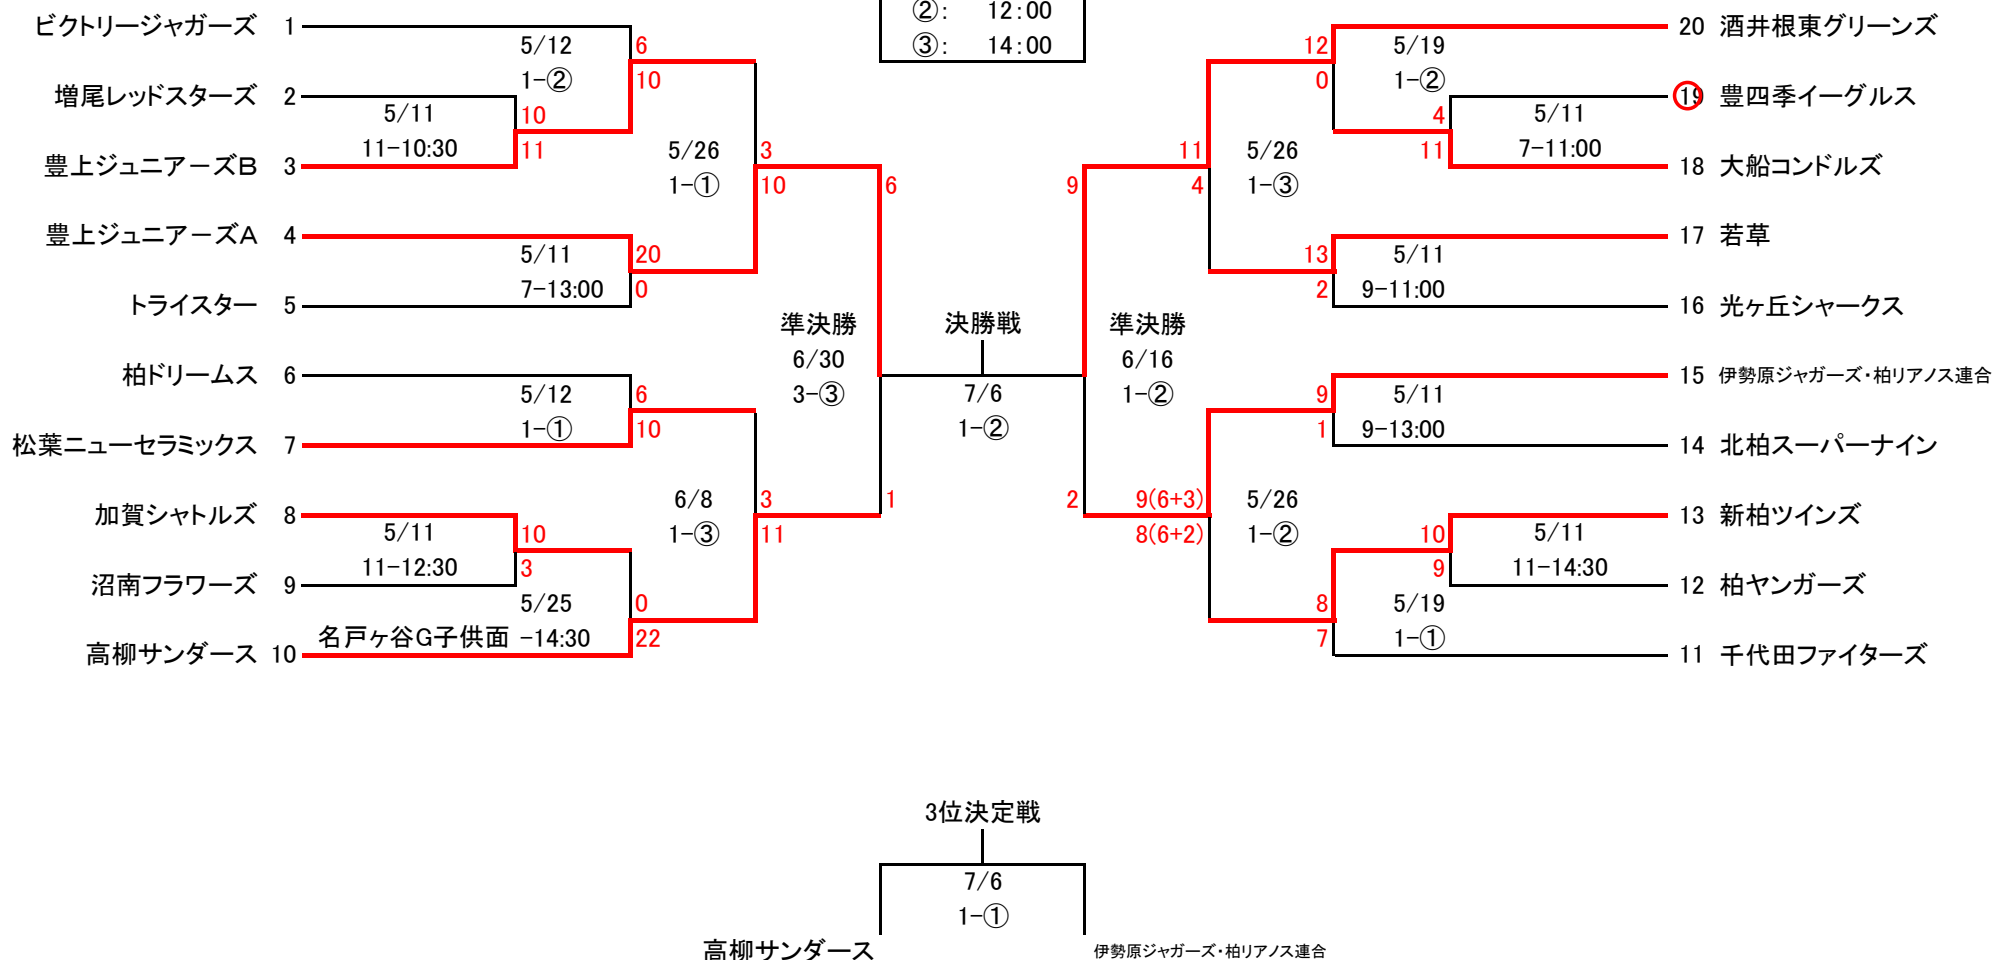 ②: 12:00
③: 14:00
ビクトリージャガーズ 1
5/12
1-②
6
10
増尾レッドスターズ 2
5/11
11-10:30
10
11
豊上ジュニアーズB 3
5/26
1-①
3
10
豊上ジュニアーズA 4
5/11
7-13:00
20
0
トライスター 5
準決勝
6/30
3-③
6
1
柏ドリームス 6
5/12
1-①
6
10
松葉ニューセラミックス 7
6/8
1-③
3
11
加賀シャトルズ 8
5/11
11-12:30
10
3
沼南フラワーズ 9
5/25
名戸ヶ谷G子供面 -14:30
0
22
高柳サンダース 10
決勝戦
7/6
1-②
20 酒井根東グリーンズ
12
0
5/19
1-②
19 豊四季イーグルス
4
11
5/11
7-11:00
18 大船コンドルズ
11
4
5/26
1-③
17 若草
13
2
5/11
9-11:00
16 光ヶ丘シャークス
準決勝
6/16
1-②
9
2
15 伊勢原ジャガーズ・柏リアノス連合
9
1
5/11
9-13:00
14 北柏スーパーナイン
9(6+3)
8(6+2)
5/26
1-②
13 新柏ツインズ
10
9
5/11
11-14:30
12 柏ヤンガーズ
8
7
5/19
1-①
11 千代田ファイターズ
3位決定戦
7/6
1-①
高柳サンダース
伊勢原ジャガーズ・柏リアノス連合